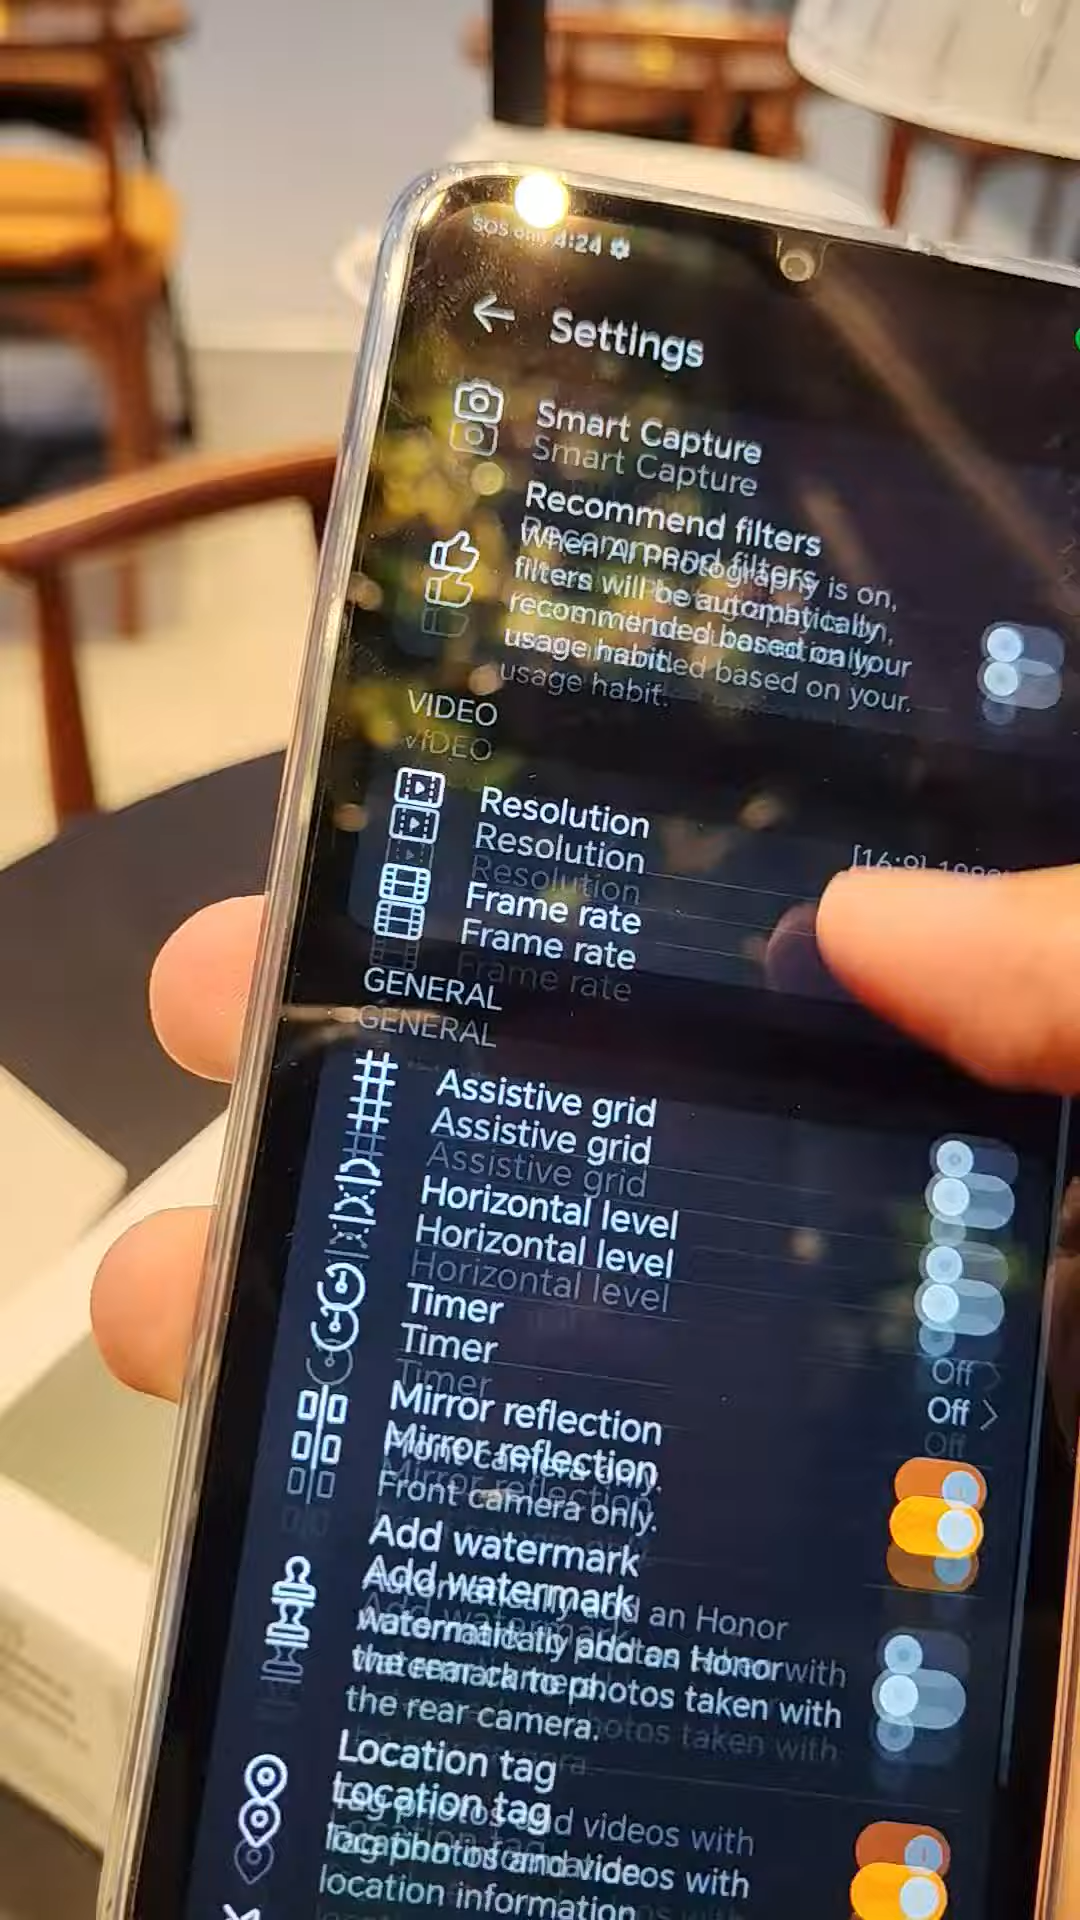 SOS 4:24
Settings
Smart Capture
Recommend filters
When AI Photography is on,
filters will be automatically
recommended based on your
usage habit.
VIDEO
Resolution
[16:9] 1080p
Frame rate
GENERAL
Assistive grid
Horizontal level
Timer
Off
Mirror reflection
Front camera only.
Add watermark
Automatically add an Honor
watermark to photos taken with
the rear camera.
Location tag
Tag photos and videos with
location information